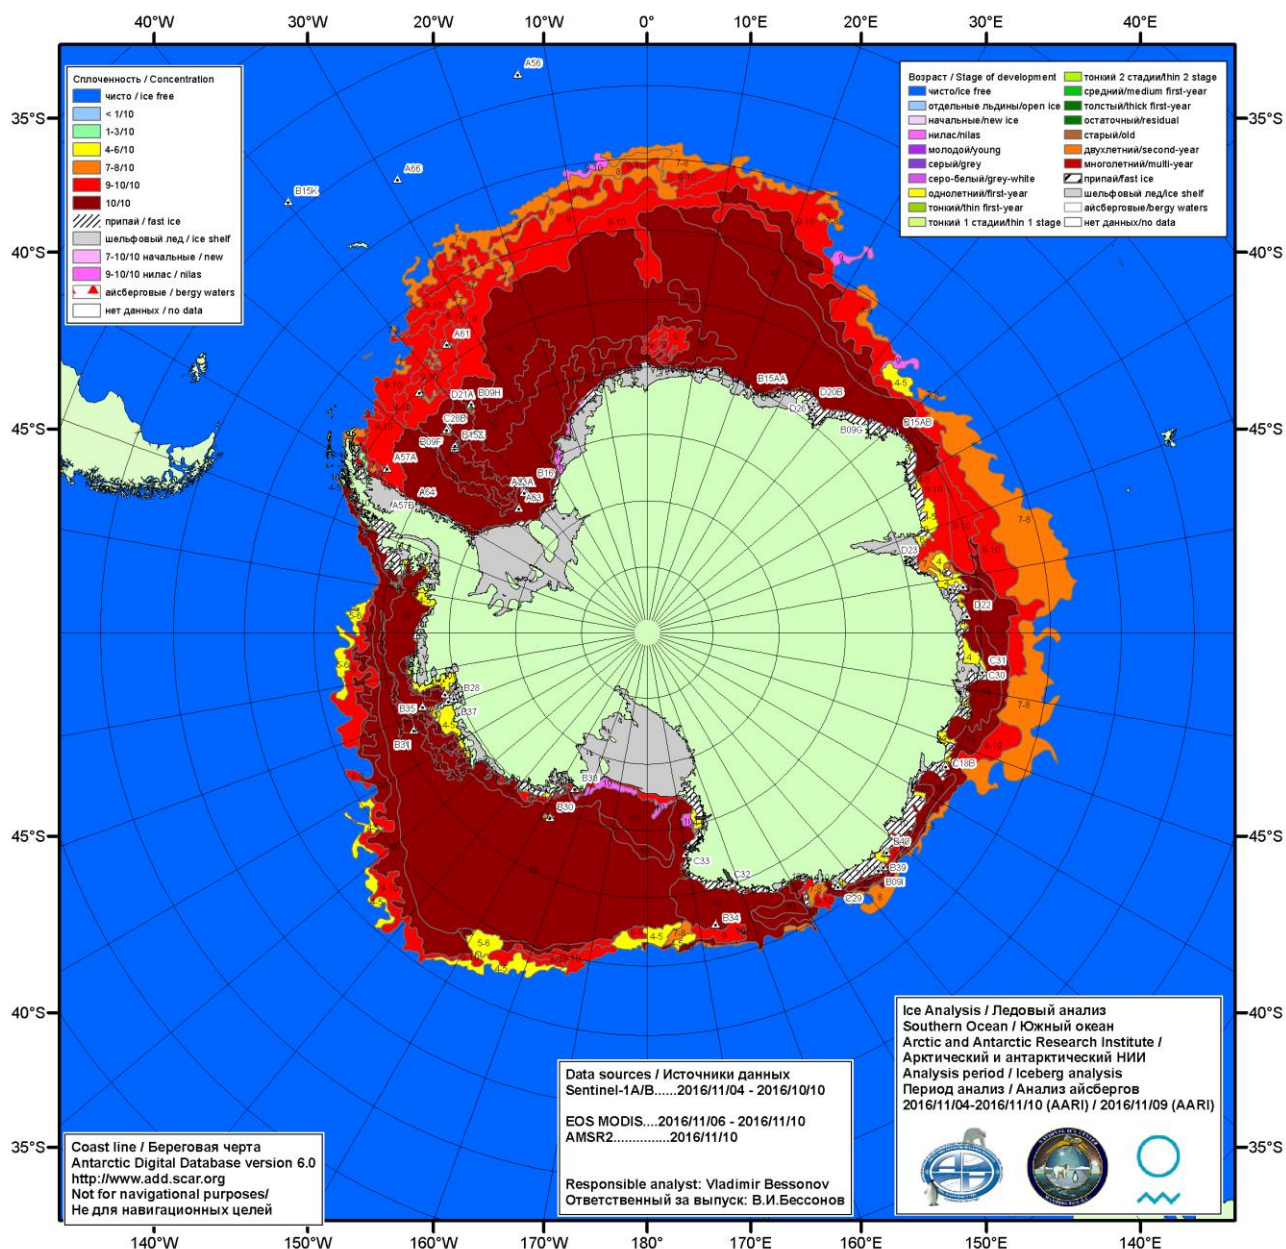 40°W 30°W 20°W 10°W 0° 10°E 20°E 30°E 40°E
Сплоченность / Concentration
чисто / ice free
< 1/10
1-3/10
4-6/10
7-8/10
9-10/10
10/10
припай / fast ice
шельфовый лед / ice shelf
7-10/10 начальные / new
9-10/10 нилас / nilas
айсберговые / bergy waters
нет данных / no data
Возраст / Stage of development
чисто/ice free
отдельные льдины/open ice
начальные/new ice
нилас/nilas
молодой/young
серый/grey
серо-белый/grey-white
однолетний/first-year
тонкий/thin first-year
тонкий 1 стадии/thin 1 stage
тонкий 2 стадии/thin 2 stage
средний/medium first-year
толстый/thick first-year
остаточный/residual
старый/old
двухлетний/second-year
многолетний/multi-year
припай/fast ice
шельфовый лед/ice shelf
айсберговые/bergy waters
нет данных/no data
35°S
40°S
45°S
45°S
40°S
35°S
35°S
40°S
45°S
45°S
40°S
35°S
A56
A66
B15K
A61
D21A
B09H
C28B
B15Z
B09F
A57A
A64
A57B
A23A
A63
B16
B15AA
D20B
D26
B09G
B15AB
D23
D22
C31
C30
C18B
B40
B39
B09I
C29
B28
B37
B35
B31
B38
B30
C33
C32
B34
Data sources / Источники данных
Sentinel-1A/B......2016/11/04 - 2016/10/10
EOS MODIS....2016/11/06 - 2016/11/10
AMSR2...............2016/11/10
Responsible analyst: Vladimir Bessonov
Ответственный за выпуск: В.И.Бессонов
Ice Analysis / Ледовый анализ
Southern Ocean / Южный океан
Arctic and Antarctic Research Institute /
Арктический и антарктический НИИ
Analysis period / Iceberg analysis
Период анализ / Анализ айсбергов
2016/11/04-2016/11/10 (AARI) / 2016/11/09 (AARI)
Coast line / Береговая черта
Antarctic Digital Database version 6.0
http://www.add.scar.org
Not for navigational purposes/
Не для навигационных целей
140°W 150°W 160°W 170°W 180° 170°E 160°E 150°E 140°E